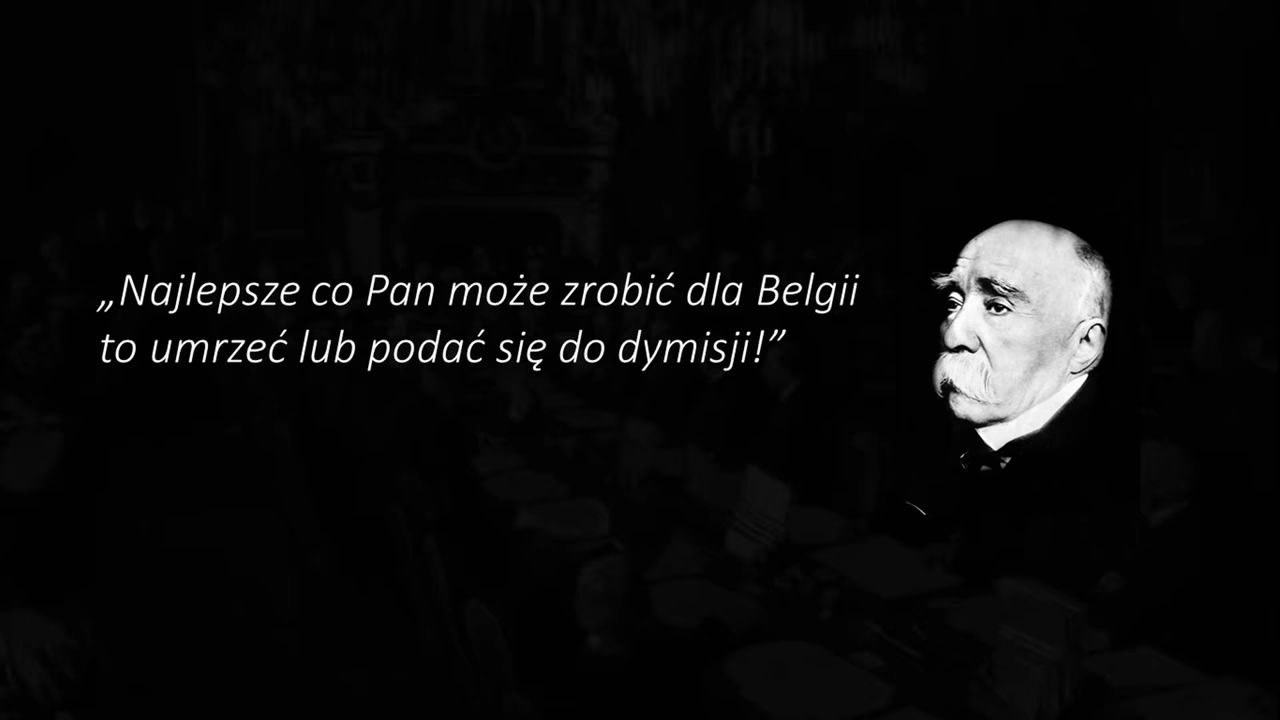 „Najlepsze co Pan może zrobić dla Belgii
to umrzeć lub podać się do dymisji!”